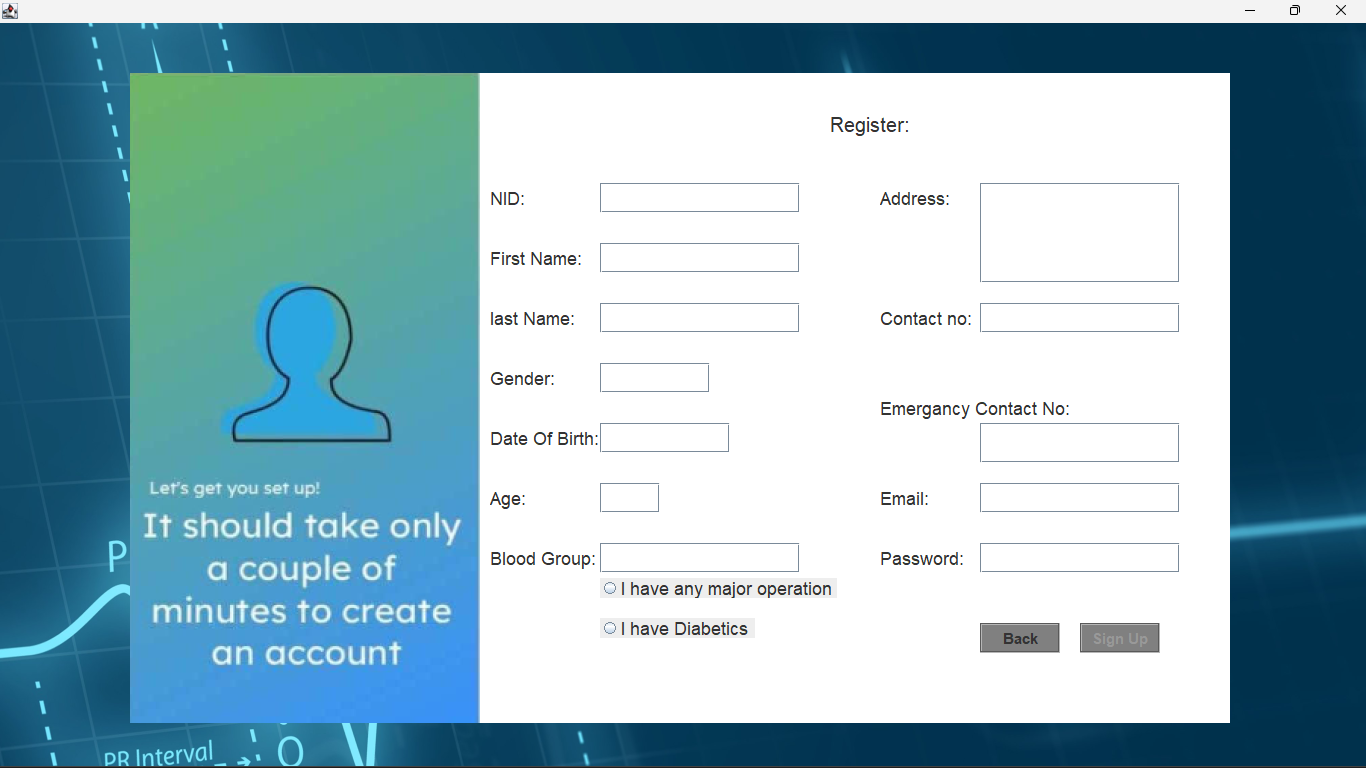 Register:
NID:
Address:
First Name:
last Name:
Contact no:
Gender:
Emergancy Contact No:
Date Of Birth:
Age:
Email:
Blood Group:
Password:
I have any major operation
I have Diabetics
Back
Sign Up
Let's get you set up!
It should take only
a couple of
minutes to create
an account
P
PR Interval
Q